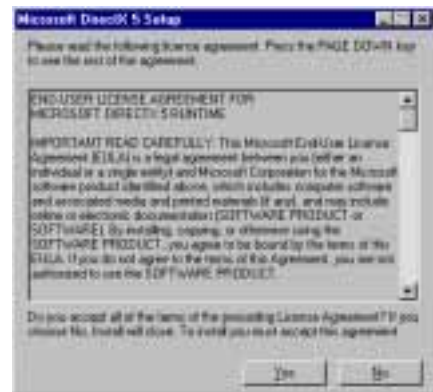 Microsoft DirectX 5 Setup
Please read the following license agreement. Press the PAGE DOWN key
to see the rest of the agreement.
END-USER LICENSE AGREEMENT FOR
MICROSOFT DIRECTX 5 RUNTIME
IMPORTANT READ CAREFULLY: This Microsoft End-User License
Agreement (EULA) is a legal agreement between you (either an
individual or a single entity) and Microsoft Corporation for the Microsoft
software product identified above, which includes computer software
and associated media and printed materials (if any), and may include
online or electronic documentation (SOFTWARE PRODUCT or
SOFTWARE). By installing, copying, or otherwise using the
SOFTWARE PRODUCT, you agree to be bound by the terms of this
EULA. If you do not agree to the terms of this Agreement, you are not
authorized to use the SOFTWARE PRODUCT.
Do you accept all of the terms of the preceding License Agreement? If you
choose No, Install will close. To install you must accept this agreement
Yes
No